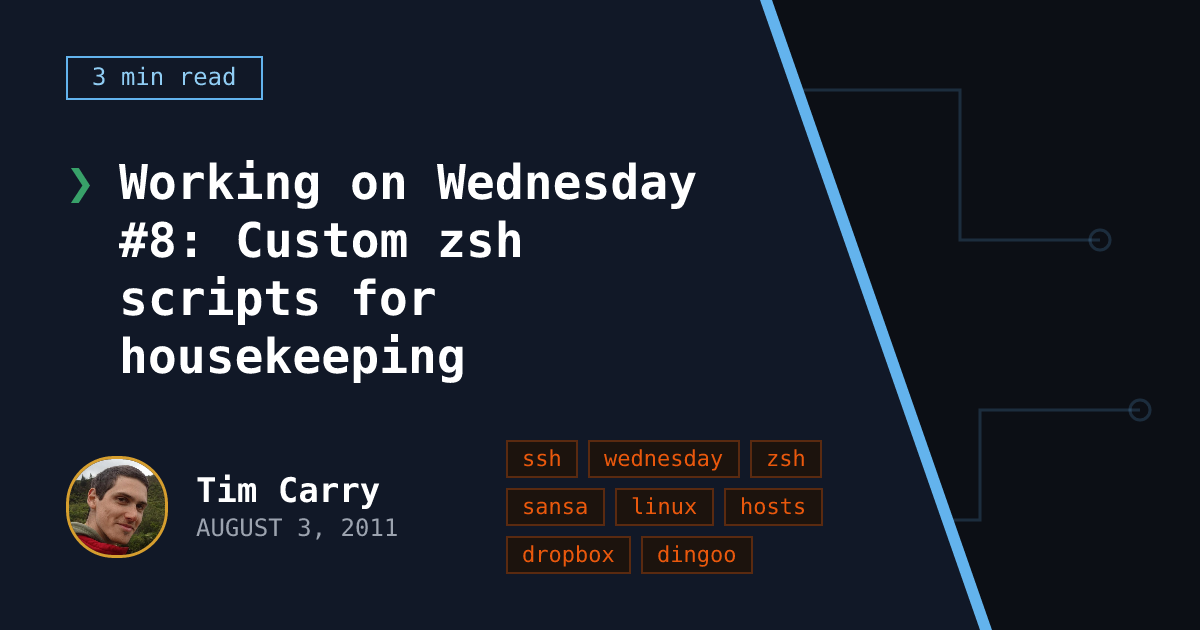 3 min read
❯ Working on Wednesday
#8: Custom zsh
scripts for
housekeeping
Tim Carry
AUGUST 3, 2011
ssh wednesday zsh
sansa linux hosts
dropbox dingoo